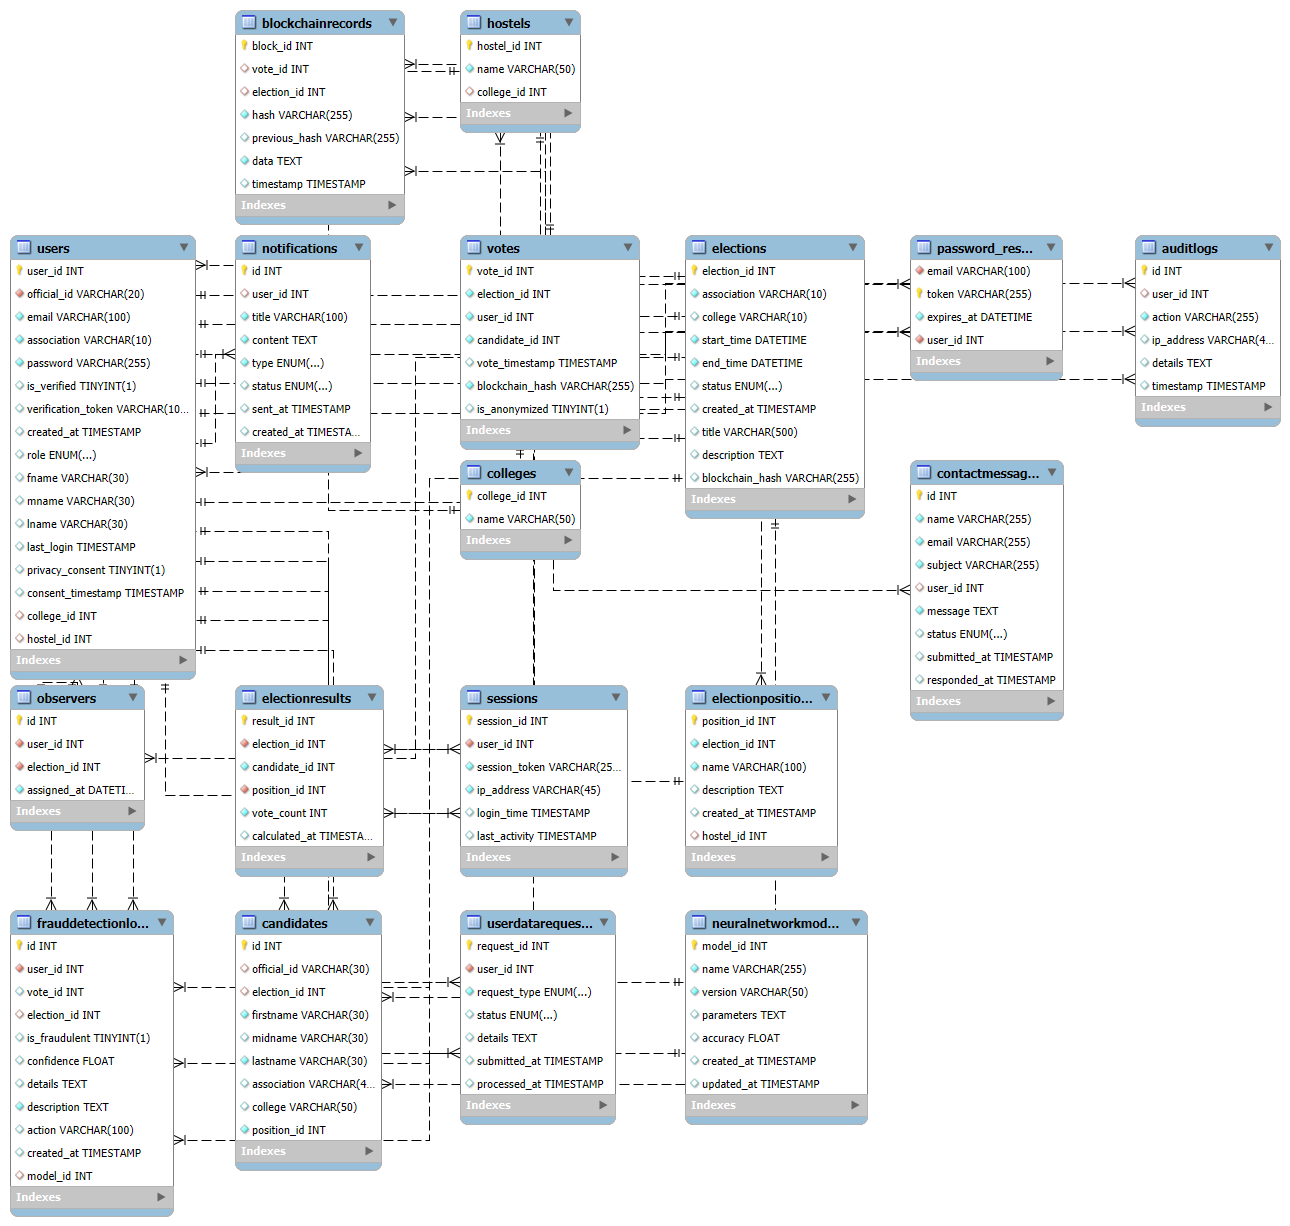 blockchainrecords
block_id INT
vote_id INT
election_id INT
hash VARCHAR(255)
previous_hash VARCHAR(255)
data TEXT
timestamp TIMESTAMP
Indexes
hostels
hostel_id INT
name VARCHAR(50)
college_id INT
Indexes
users
user_id INT
official_id VARCHAR(20)
email VARCHAR(100)
association VARCHAR(10)
password VARCHAR(255)
is_verified TINYINT(1)
verification_token VARCHAR(10...
created_at TIMESTAMP
role ENUM(...)
fname VARCHAR(30)
mname VARCHAR(30)
lname VARCHAR(30)
last_login TIMESTAMP
privacy_consent TINYINT(1)
consent_timestamp TIMESTAMP
college_id INT
hostel_id INT
Indexes
notifications
id INT
user_id INT
title VARCHAR(100)
content TEXT
type ENUM(...)
status ENUM(...)
sent_at TIMESTAMP
created_at TIMESTA...
Indexes
votes
vote_id INT
election_id INT
user_id INT
candidate_id INT
vote_timestamp TIMESTAMP
blockchain_hash VARCHAR(255)
is_anonymized TINYINT(1)
Indexes
elections
election_id INT
association VARCHAR(10)
college VARCHAR(10)
start_time DATETIME
end_time DATETIME
status ENUM(...)
created_at TIMESTAMP
title VARCHAR(500)
description TEXT
blockchain_hash VARCHAR(255)
Indexes
password_res...
email VARCHAR(100)
token VARCHAR(255)
expires_at DATETIME
user_id INT
Indexes
auditlogs
id INT
user_id INT
action VARCHAR(255)
ip_address VARCHAR(4...
details TEXT
timestamp TIMESTAMP
Indexes
colleges
college_id INT
name VARCHAR(50)
Indexes
contactmessag...
id INT
name VARCHAR(255)
email VARCHAR(255)
subject VARCHAR(255)
user_id INT
message TEXT
status ENUM(...)
submitted_at TIMESTAMP
responded_at TIMESTAMP
Indexes
observers
id INT
user_id INT
election_id INT
assigned_at DATETI...
Indexes
electionresults
result_id INT
election_id INT
candidate_id INT
position_id INT
vote_count INT
calculated_at TIMESTA...
Indexes
sessions
session_id INT
user_id INT
session_token VARCHAR(25...
ip_address VARCHAR(45)
login_time TIMESTAMP
last_activity TIMESTAMP
Indexes
electionpositio...
position_id INT
election_id INT
name VARCHAR(100)
description TEXT
created_at TIMESTAMP
hostel_id INT
Indexes
frauddetectionlo...
id INT
user_id INT
vote_id INT
election_id INT
is_fraudulent TINYINT(1)
confidence FLOAT
details TEXT
description TEXT
action VARCHAR(100)
created_at TIMESTAMP
model_id INT
Indexes
candidates
id INT
official_id VARCHAR(30)
election_id INT
firstname VARCHAR(30)
midname VARCHAR(30)
lastname VARCHAR(30)
association VARCHAR(4...
college VARCHAR(50)
position_id INT
Indexes
userdatareques...
request_id INT
user_id INT
request_type ENUM(...)
status ENUM(...)
details TEXT
submitted_at TIMESTAMP
processed_at TIMESTAMP
Indexes
neuralnetworkmod...
model_id INT
name VARCHAR(255)
version VARCHAR(50)
parameters TEXT
accuracy FLOAT
created_at TIMESTAMP
updated_at TIMESTAMP
Indexes